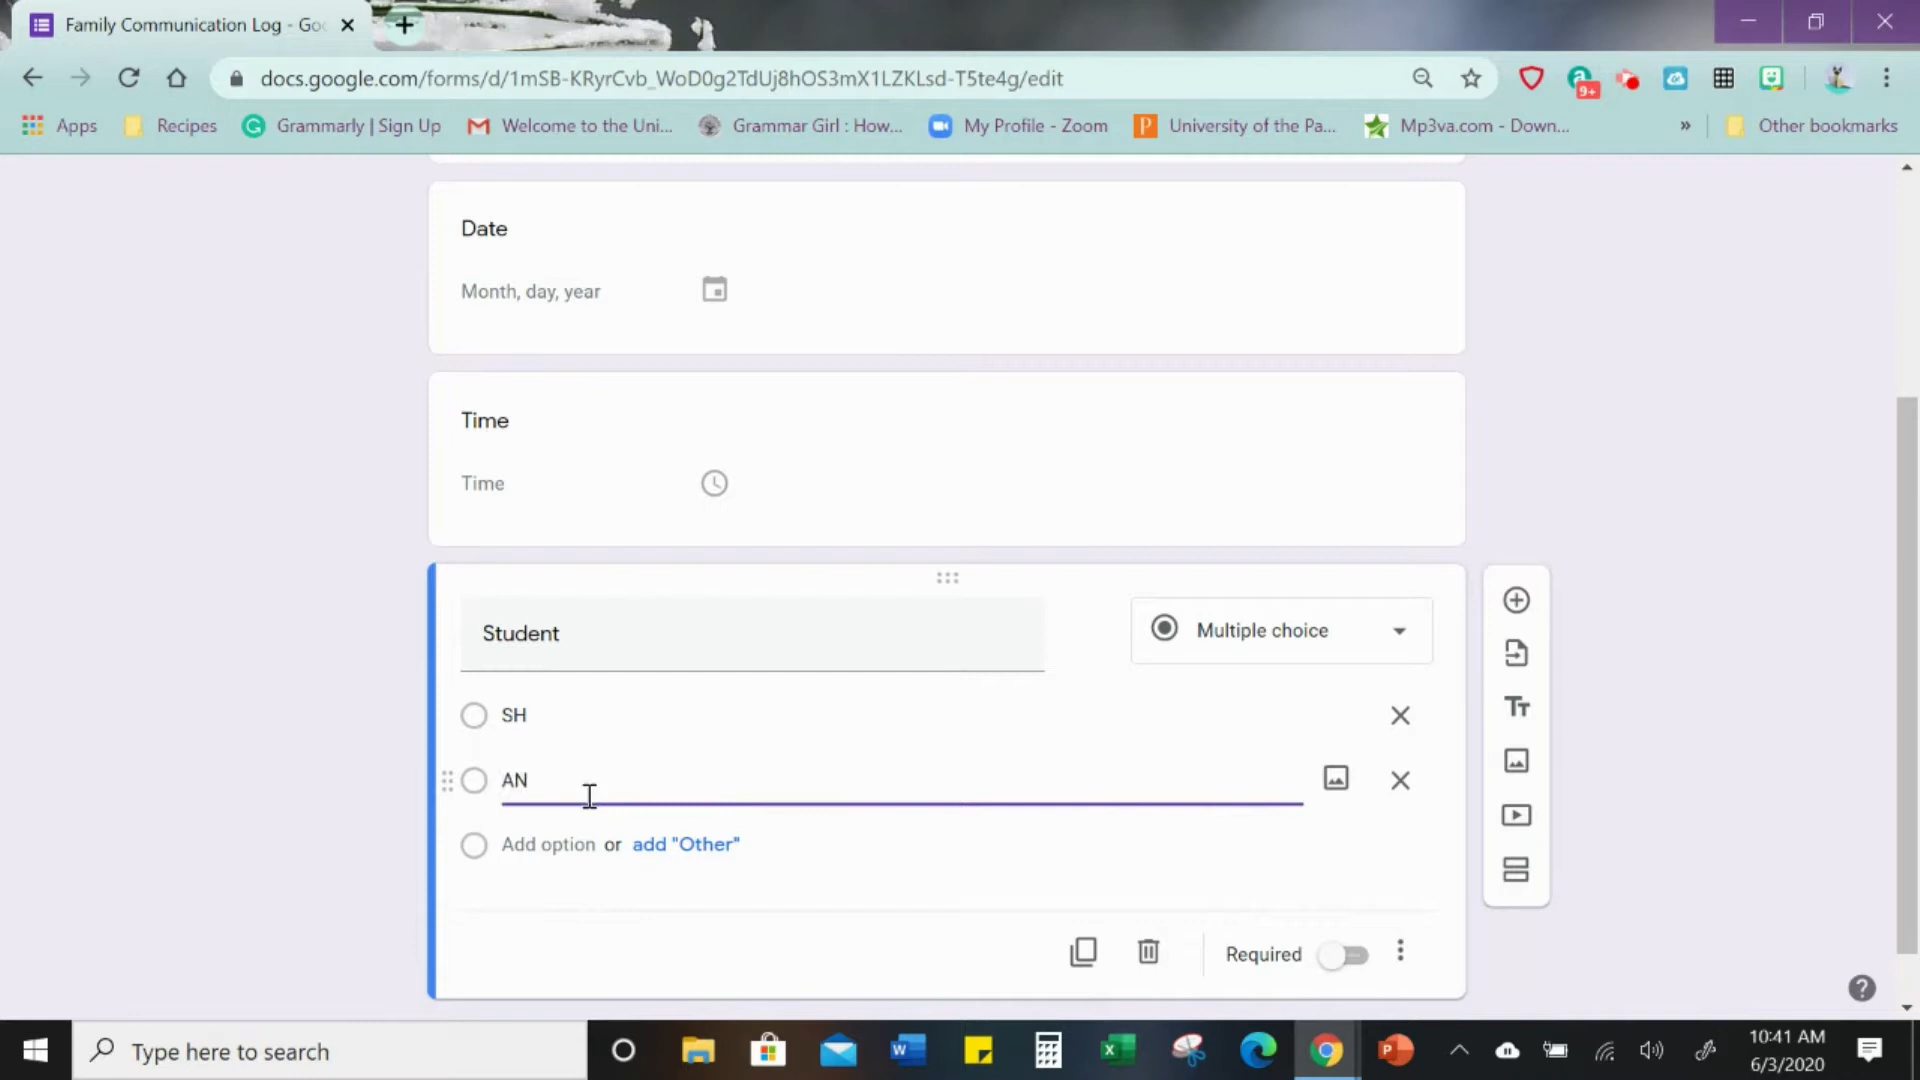 Family Communication Log - Goo
docs.google.com/forms/d/1mSB-KRyrCvb_WoD0g2TdUj8hOS3mX1LZKLsd-T5te4g/edit
9+
Apps Recipes Grammarly | Sign Up Welcome to the Uni... Grammar Girl : How... My Profile - Zoom University of the Pa... Mp3va.com - Down... » Other bookmarks
Date
Month, day, year
Time
Time
Student
Multiple choice
SH
AN
Add option or add "Other"
Required
Type here to search
10:41 AM
6/3/2020